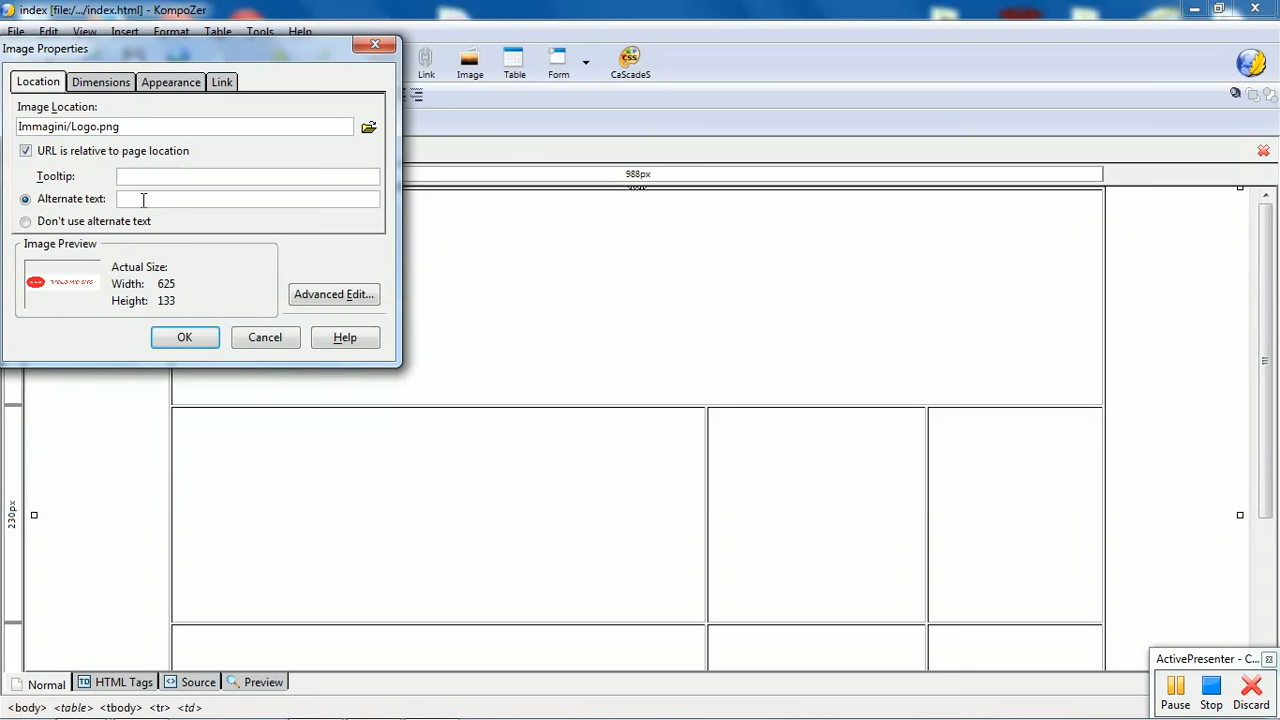 index [file:/.../index.html] - KompoZer
File Edit View Insert Format Table Tools Help
Image Properties
Link Image Table Form CaScadeS
Location Dimensions Appearance Link
Image Location:
Immagini/Logo.png
URL is relative to page location
988px
Tooltip:
Alternate text:
Don't use alternate text
Image Preview
Actual Size:
Width: 625
Height: 133
Advanced Edit...
OK Cancel Help
230px
ActivePresenter - C...
Pause Stop Discard
Normal HTML Tags Source Preview
<body> <table> <tbody> <tr> <td>